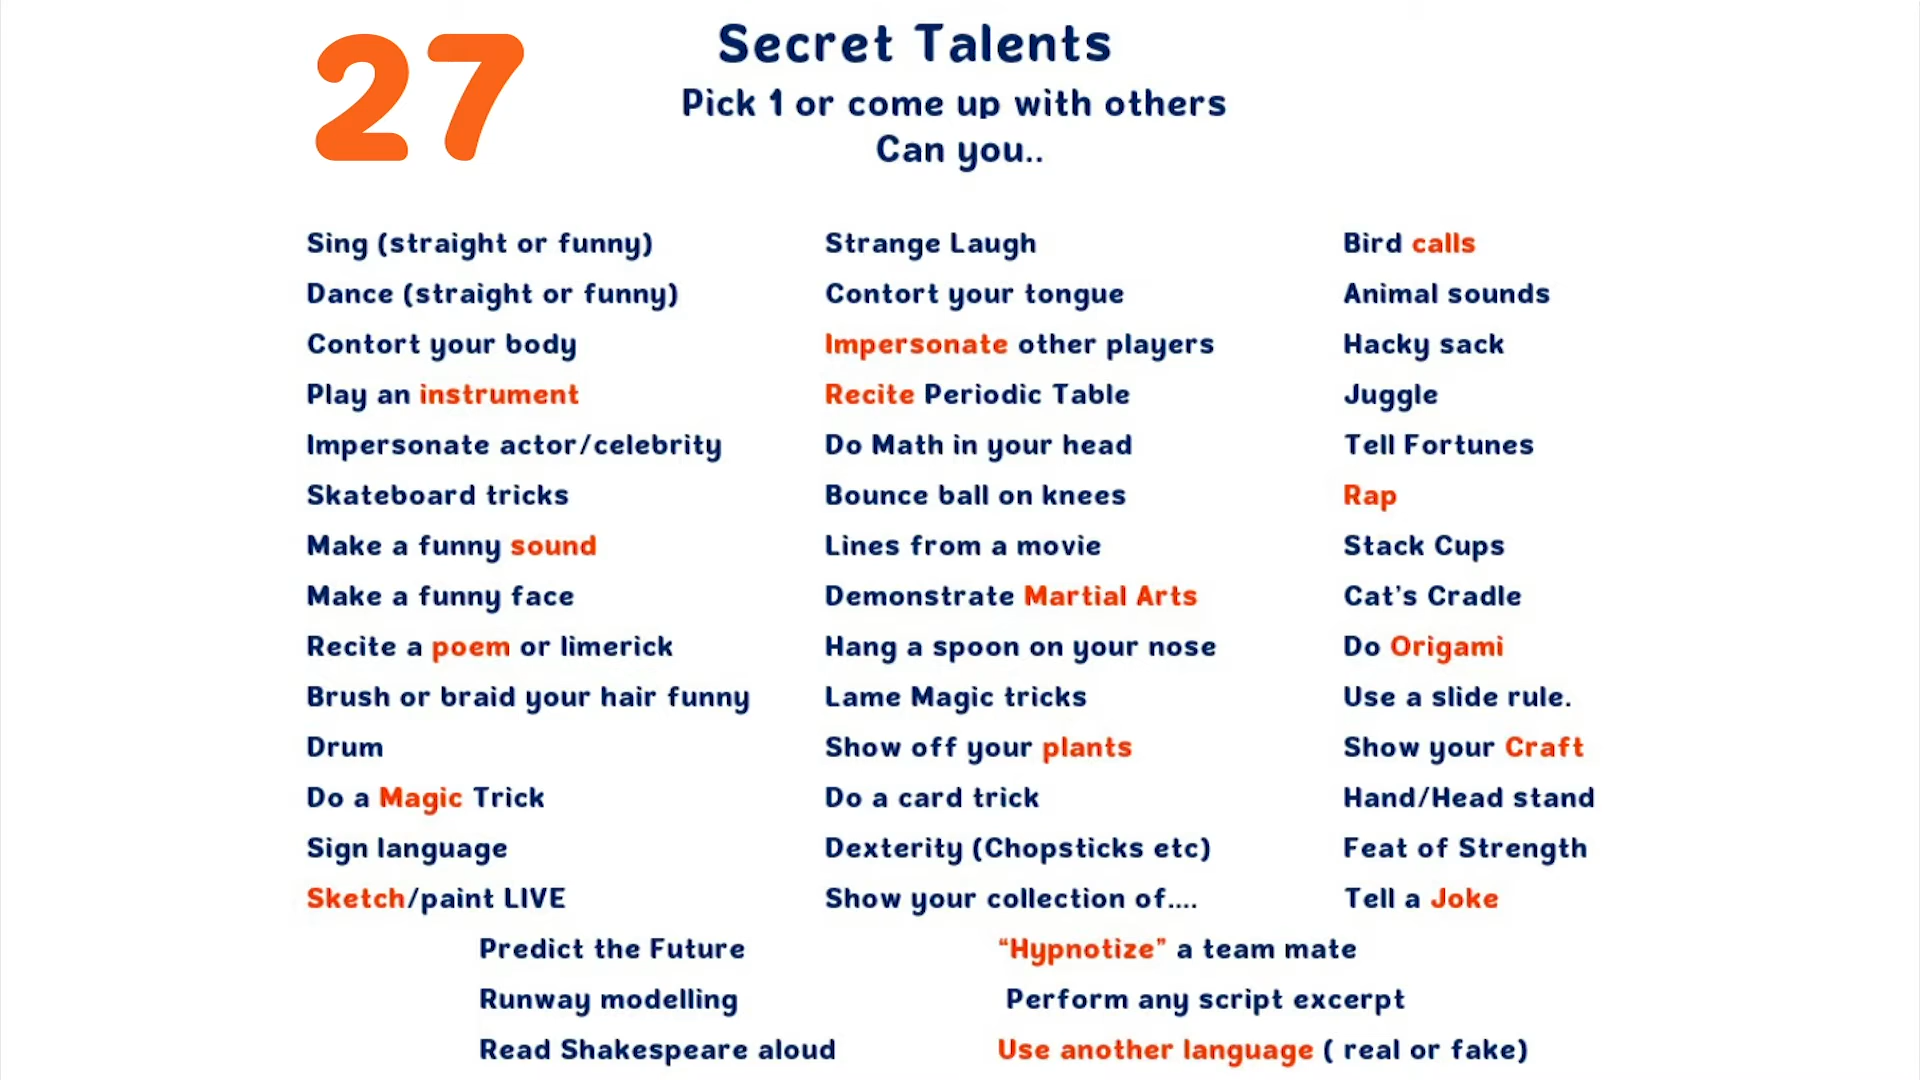 27
Secret Talents
Pick 1 or come up with others
Can you..
Sing (straight or funny)
Dance (straight or funny)
Contort your body
Play an instrument
Impersonate actor/celebrity
Skateboard tricks
Make a funny sound
Make a funny face
Recite a poem or limerick
Brush or braid your hair funny
Drum
Do a Magic Trick
Sign language
Sketch/paint LIVE
Strange Laugh
Contort your tongue
Impersonate other players
Recite Periodic Table
Do Math in your head
Bounce ball on knees
Lines from a movie
Demonstrate Martial Arts
Hang a spoon on your nose
Lame Magic tricks
Show off your plants
Do a card trick
Dexterity (Chopsticks etc)
Show your collection of....
Bird calls
Animal sounds
Hacky sack
Juggle
Tell Fortunes
Rap
Stack Cups
Cat's Cradle
Do Origami
Use a slide rule.
Show your Craft
Hand/Head stand
Feat of Strength
Tell a Joke
Predict the Future
Runway modelling
Read Shakespeare aloud
“Hypnotize” a team mate
Perform any script excerpt
Use another language ( real or fake)